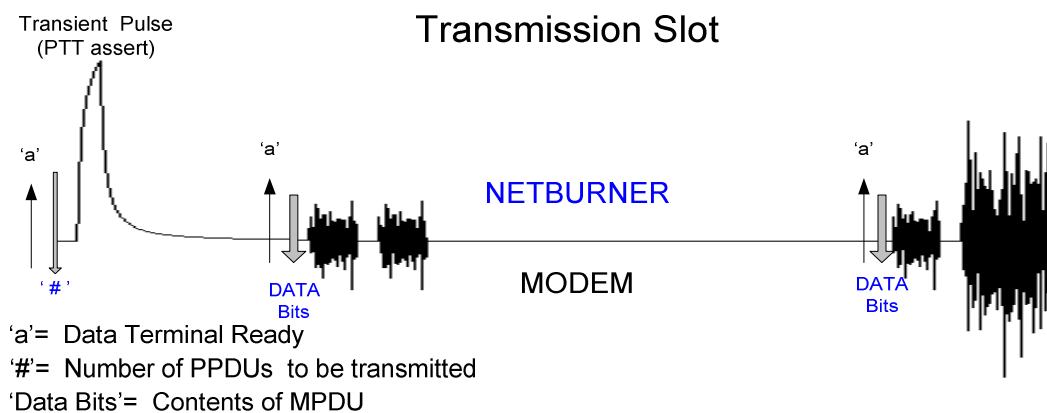 Transmission Slot
Transient Pulse
(PTT assert)
‘a’
‘a’
‘a’
NETBURNER
MODEM
‘ # ’
DATA
Bits
DATA
Bits
‘a’= Data Terminal Ready
‘#’= Number of PPDUs to be transmitted
‘Data Bits’= Contents of MPDU